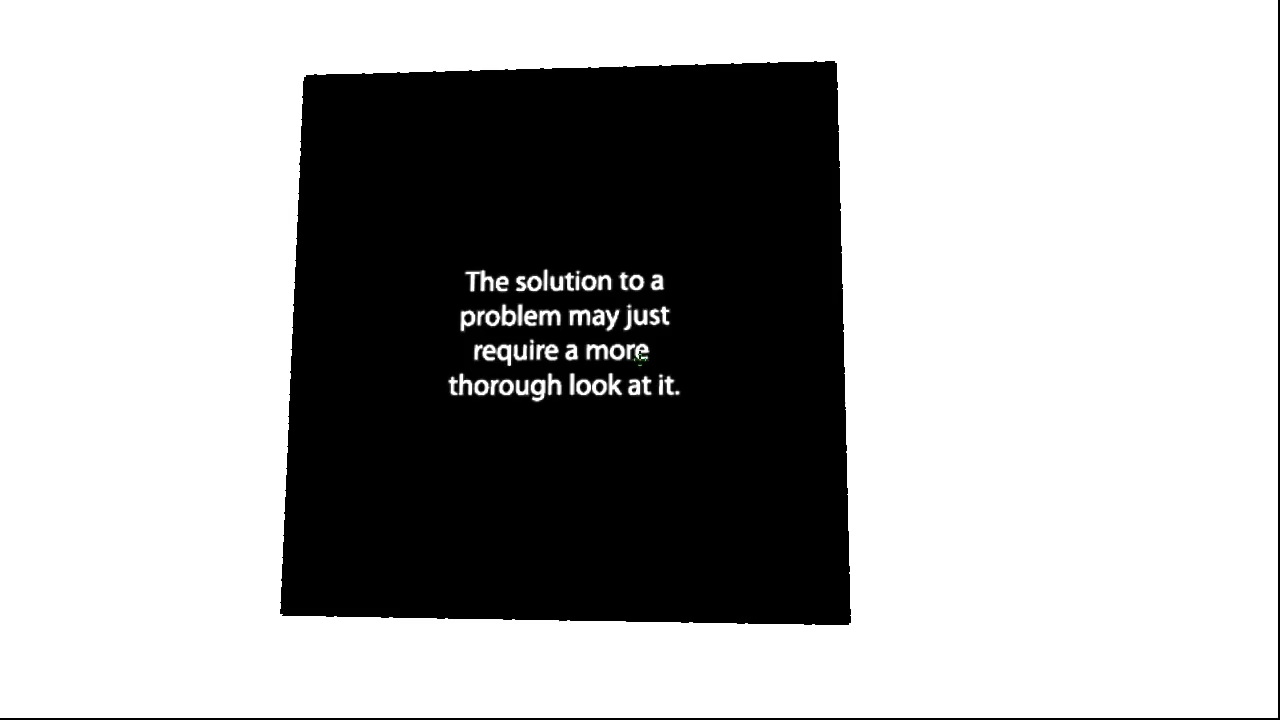 The solution to a
problem may just
require a more
thorough look at it.